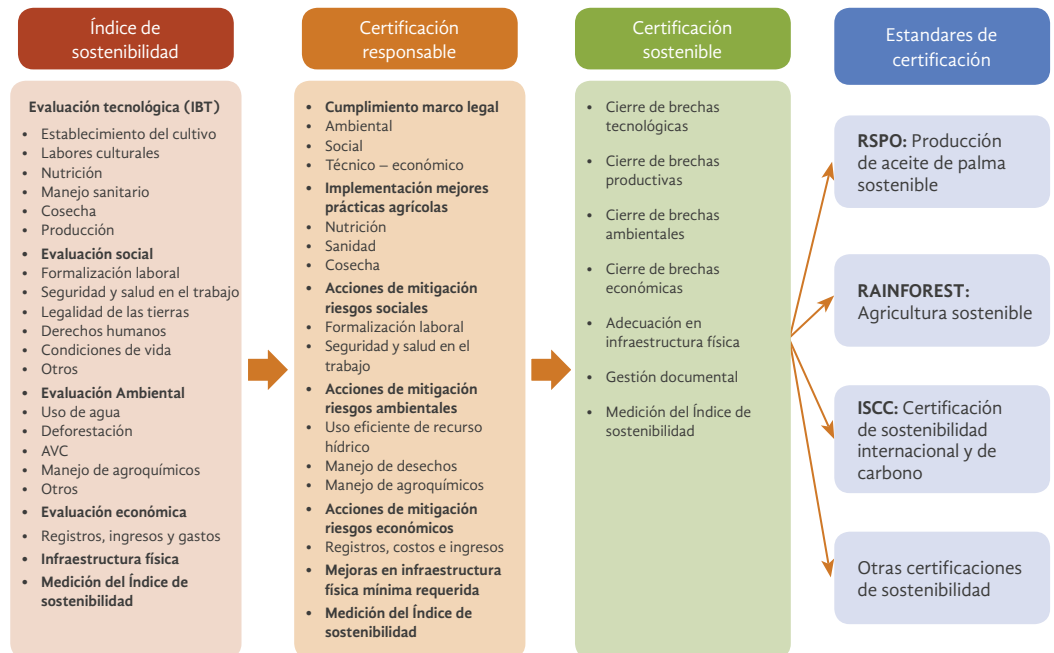 Índice de
sostenibilidad
Evaluación tecnológica (IBT)
• Establecimiento del cultivo
• Labores culturales
• Nutrición
• Manejo sanitario
• Cosecha
• Producción
• Evaluación social
• Formalización laboral
• Seguridad y salud en el trabajo
• Legalidad de las tierras
• Derechos humanos
• Condiciones de vida
• Otros
• Evaluación Ambiental
• Uso de agua
• Deforestación
• AVC
• Manejo de agroquímicos
• Otros
• Evaluación económica
• Registros, ingresos y gastos
• Infraestructura física
• Medición del Índice de
sostenibilidad
Certificación
responsable
• Cumplimiento marco legal
• Ambiental
• Social
• Técnico – económico
• Implementación mejores
prácticas agrícolas
• Nutrición
• Sanidad
• Cosecha
• Acciones de mitigación
riesgos sociales
• Formalización laboral
• Seguridad y salud en el
trabajo
• Acciones de mitigación
riesgos ambientales
• Uso eficiente de recurso
hídrico
• Manejo de desechos
• Manejo de agroquímicos
• Acciones de mitigación
riesgos económicos
• Registros, costos e ingresos
• Mejoras en infraestructura
física mínima requerida
• Medición del Índice de
sostenibilidad
Certificación
sostenible
• Cierre de brechas
tecnológicas
• Cierre de brechas
productivas
• Cierre de brechas
ambientales
• Cierre de brechas
económicas
• Adecuación en
infraestructura física
• Gestión documental
• Medición del Índice de
sostenibilidad
Estandares de
certificación
RSPO: Producción
de aceite de palma
sostenible
RAINFOREST:
Agricultura sostenible
ISCC: Certificación
de sostenibilidad
internacional y de
carbono
Otras certificaciones
de sostenibilidad